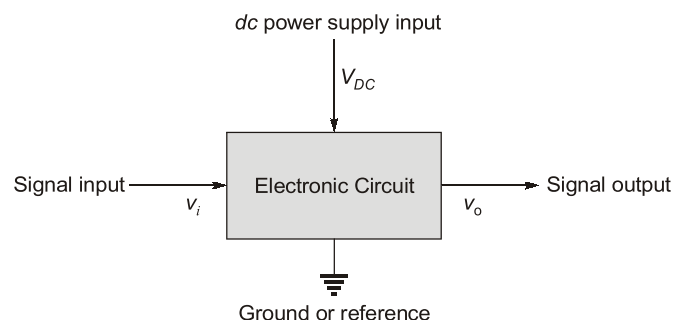 dc power supply input
V_DC
Signal input
Electronic Circuit
Signal output
v_i
v_o
Ground or reference